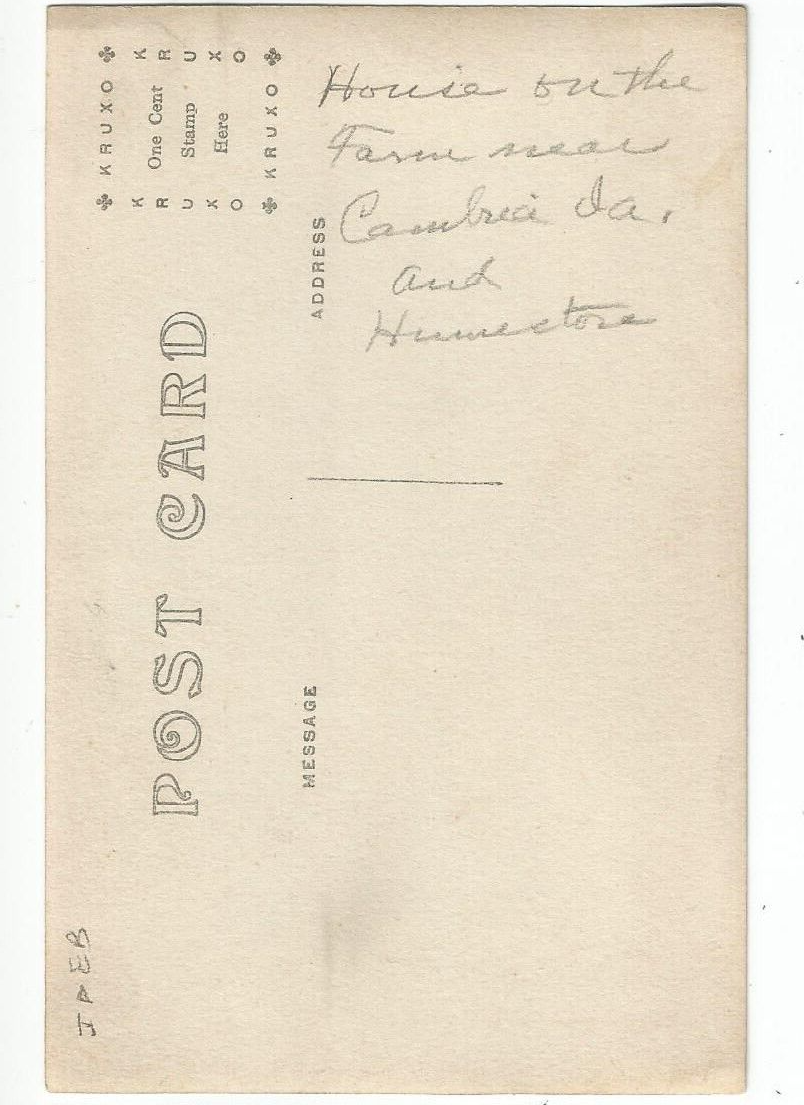 House on the
Farm near
Cambria Ia.
and
Humestone
POST CARD
ADDRESS
MESSAGE
KRUXO
KRUXO
One Cent
Stamp
Here
KRUXO
KRUXO